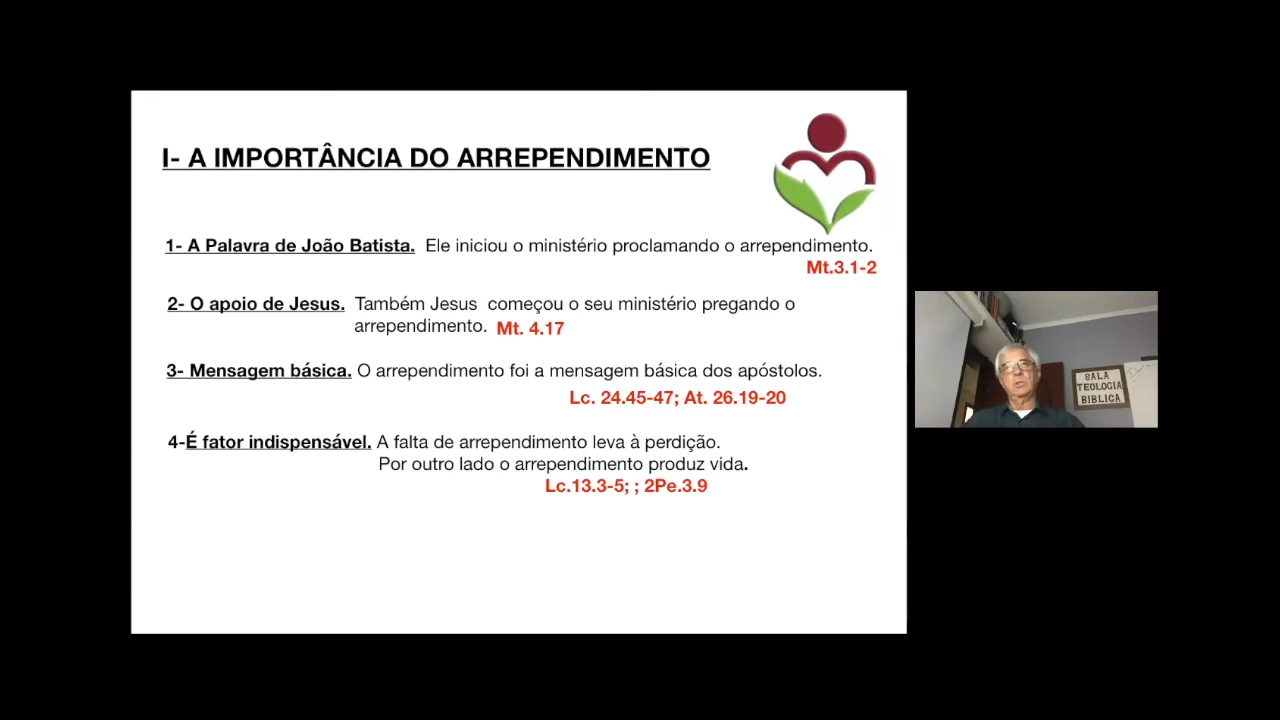 I- A IMPORTÂNCIA DO ARREPENDIMENTO
1- A Palavra de João Batista. Ele iniciou o ministério proclamando o arrependimento.
Mt.3.1-2
2- O apoio de Jesus. Também Jesus começou o seu ministério pregando o
arrependimento. Mt. 4.17
3- Mensagem básica. O arrependimento foi a mensagem básica dos apóstolos.
Lc. 24.45-47; At. 26.19-20
4-É fator indispensável. A falta de arrependimento leva à perdição.
Por outro lado o arrependimento produz vida.
Lc.13.3-5; ; 2Pe.3.9
SALA
TEOLOGIA
BIBLICA